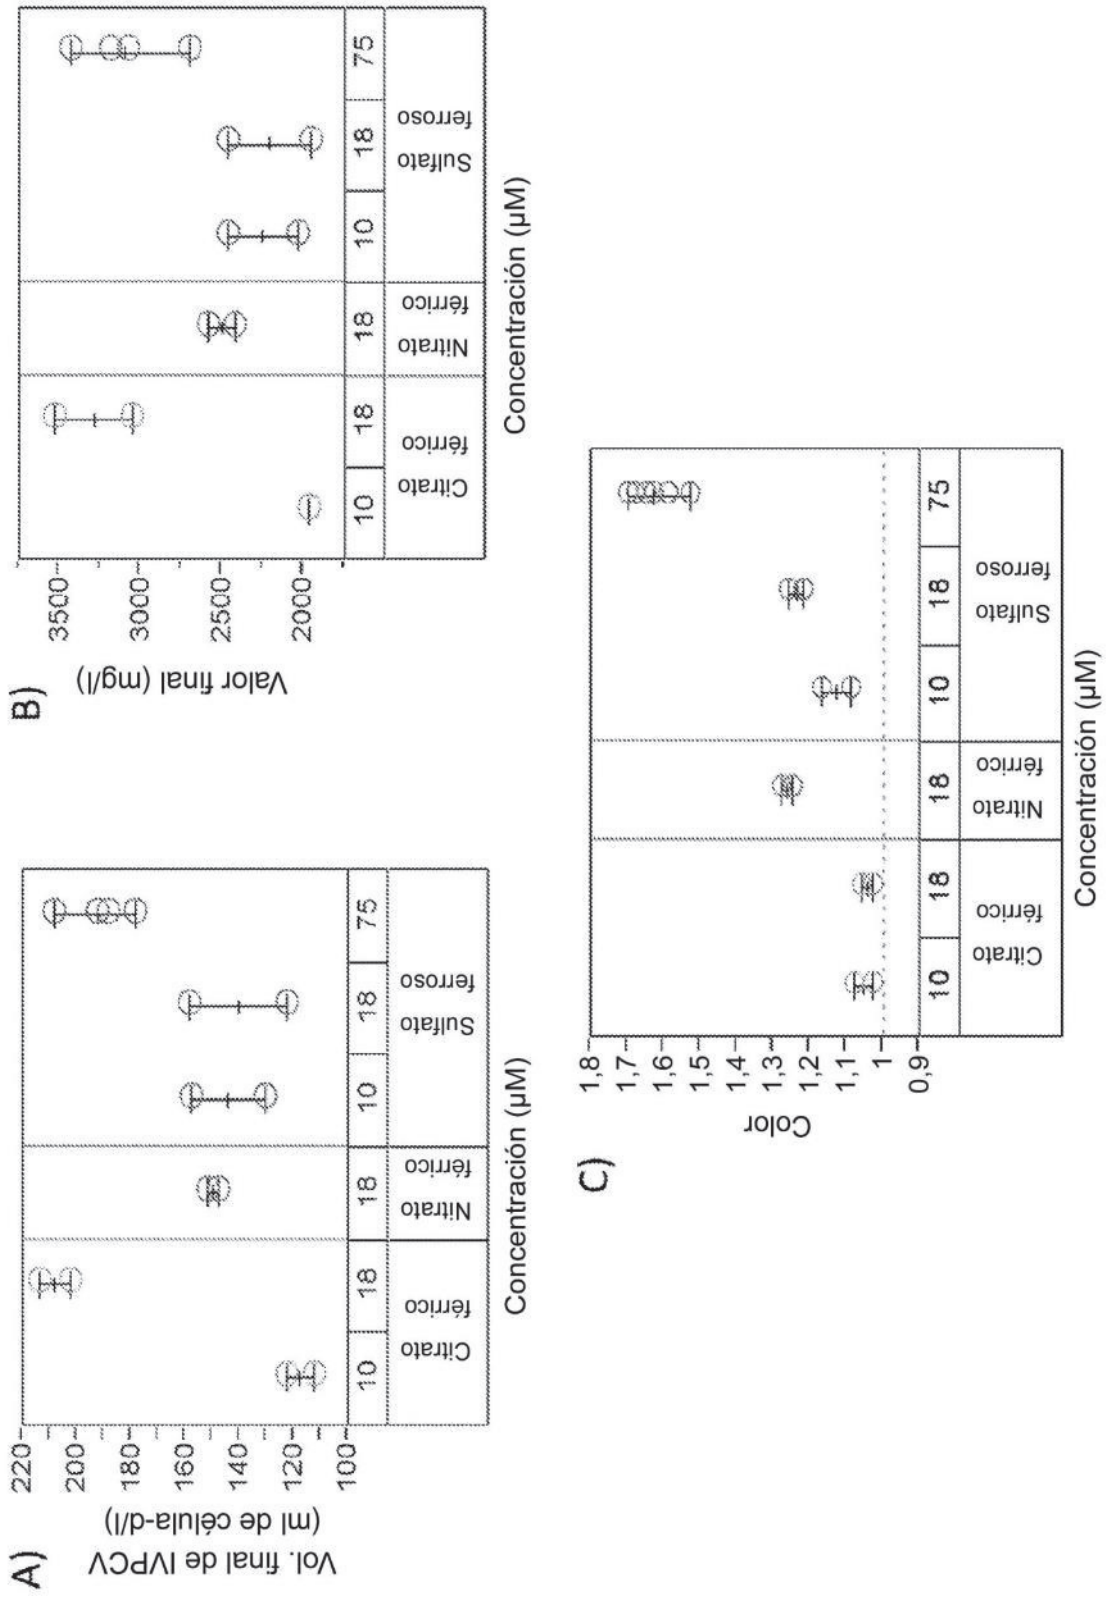 A)
Vol. final de IVPCV
(ml de célula-d/l)
220
200
180
160
140
120
100
10
18
18
10
18
75
Citrato
férrico
Nitrato
férrico
Sulfato
ferroso
Concentración (µM)
B)
Valor final (mg/l)
3500
3000
2500
2000
10
18
18
10
18
75
Citrato
férrico
Nitrato
férrico
Sulfato
ferroso
Concentración (µM)
C)
Color
1,8
1,7
1,6
1,5
1,4
1,3
1,2
1,1
1
0,9
10
18
18
10
18
75
Citrato
férrico
Nitrato
férrico
Sulfato
ferroso
Concentración (µM)